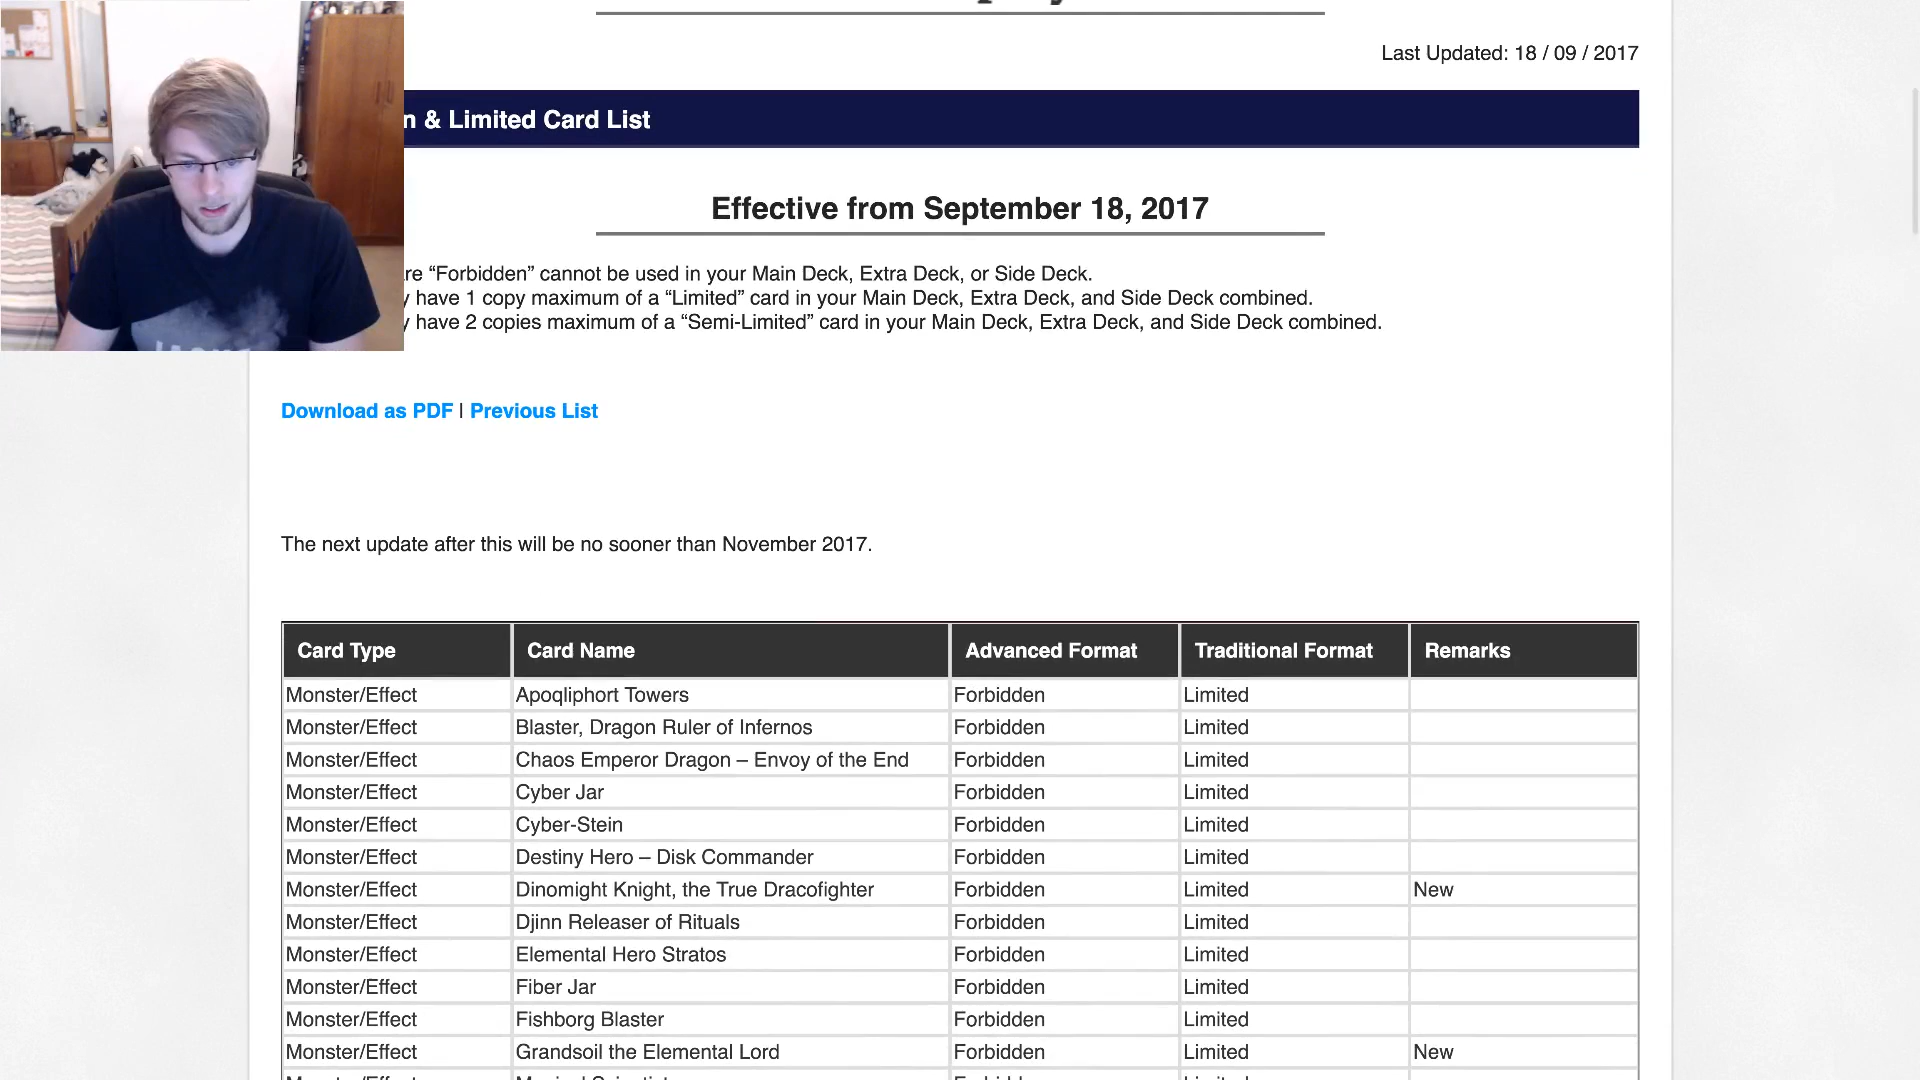 Last Updated: 18 / 09 / 2017
n & Limited Card List
Effective from September 18, 2017
re “Forbidden” cannot be used in your Main Deck, Extra Deck, or Side Deck.
y have 1 copy maximum of a “Limited” card in your Main Deck, Extra Deck, and Side Deck combined.
y have 2 copies maximum of a “Semi-Limited” card in your Main Deck, Extra Deck, and Side Deck combined.
Download as PDF | Previous List
The next update after this will be no sooner than November 2017.
Card Type Card Name Advanced Format Traditional Format Remarks
Monster/Effect Apoqliphort Towers Forbidden Limited
Monster/Effect Blaster, Dragon Ruler of Infernos Forbidden Limited
Monster/Effect Chaos Emperor Dragon – Envoy of the End Forbidden Limited
Monster/Effect Cyber Jar Forbidden Limited
Monster/Effect Cyber-Stein Forbidden Limited
Monster/Effect Destiny Hero – Disk Commander Forbidden Limited
Monster/Effect Dinomight Knight, the True Dracofighter Forbidden Limited New
Monster/Effect Djinn Releaser of Rituals Forbidden Limited
Monster/Effect Elemental Hero Stratos Forbidden Limited
Monster/Effect Fiber Jar Forbidden Limited
Monster/Effect Fishborg Blaster Forbidden Limited
Monster/Effect Grandsoil the Elemental Lord Forbidden Limited New